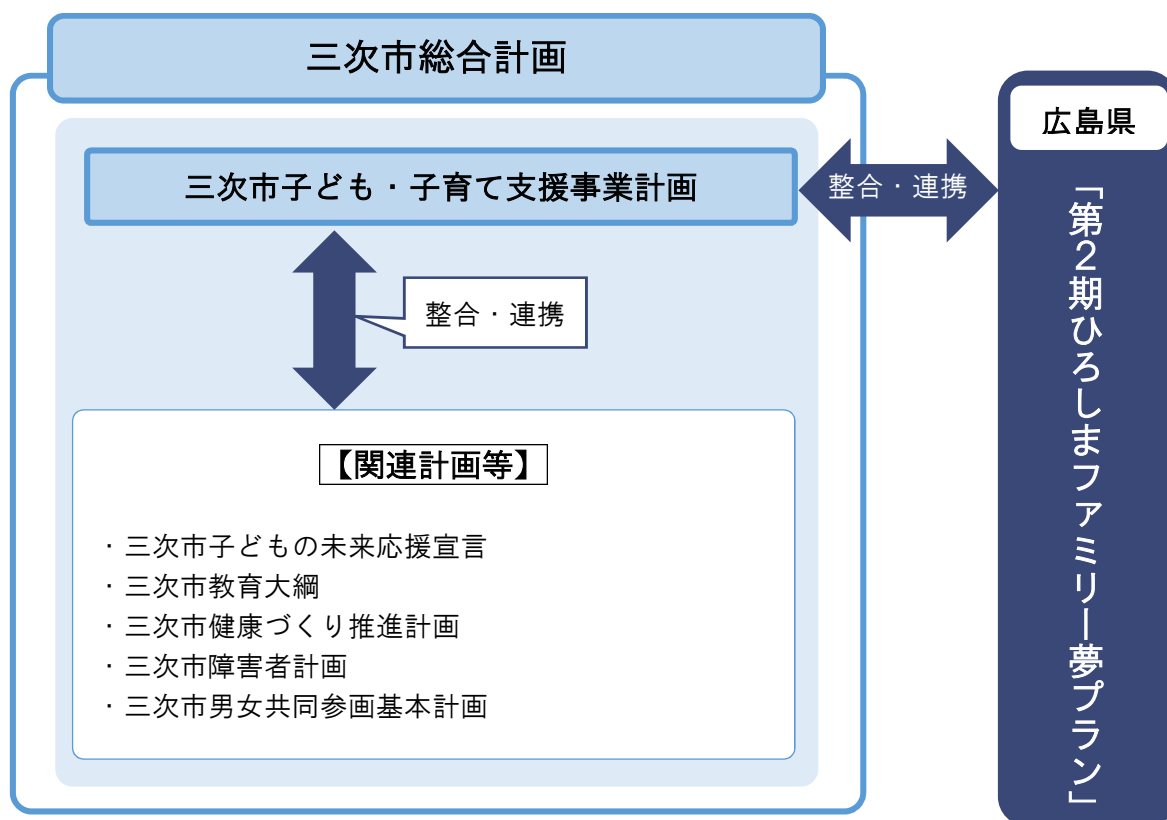 三次市総合計画
三次市子ども・子育て支援事業計画
整合・連携
整合・連携
【関連計画等】
・三次市子どもの未来応援宣言
・三次市教育大綱
・三次市健康づくり推進計画
・三次市障害者計画
・三次市男女共同参画基本計画
広島県
「第２期ひろしまファミリー夢プラン」